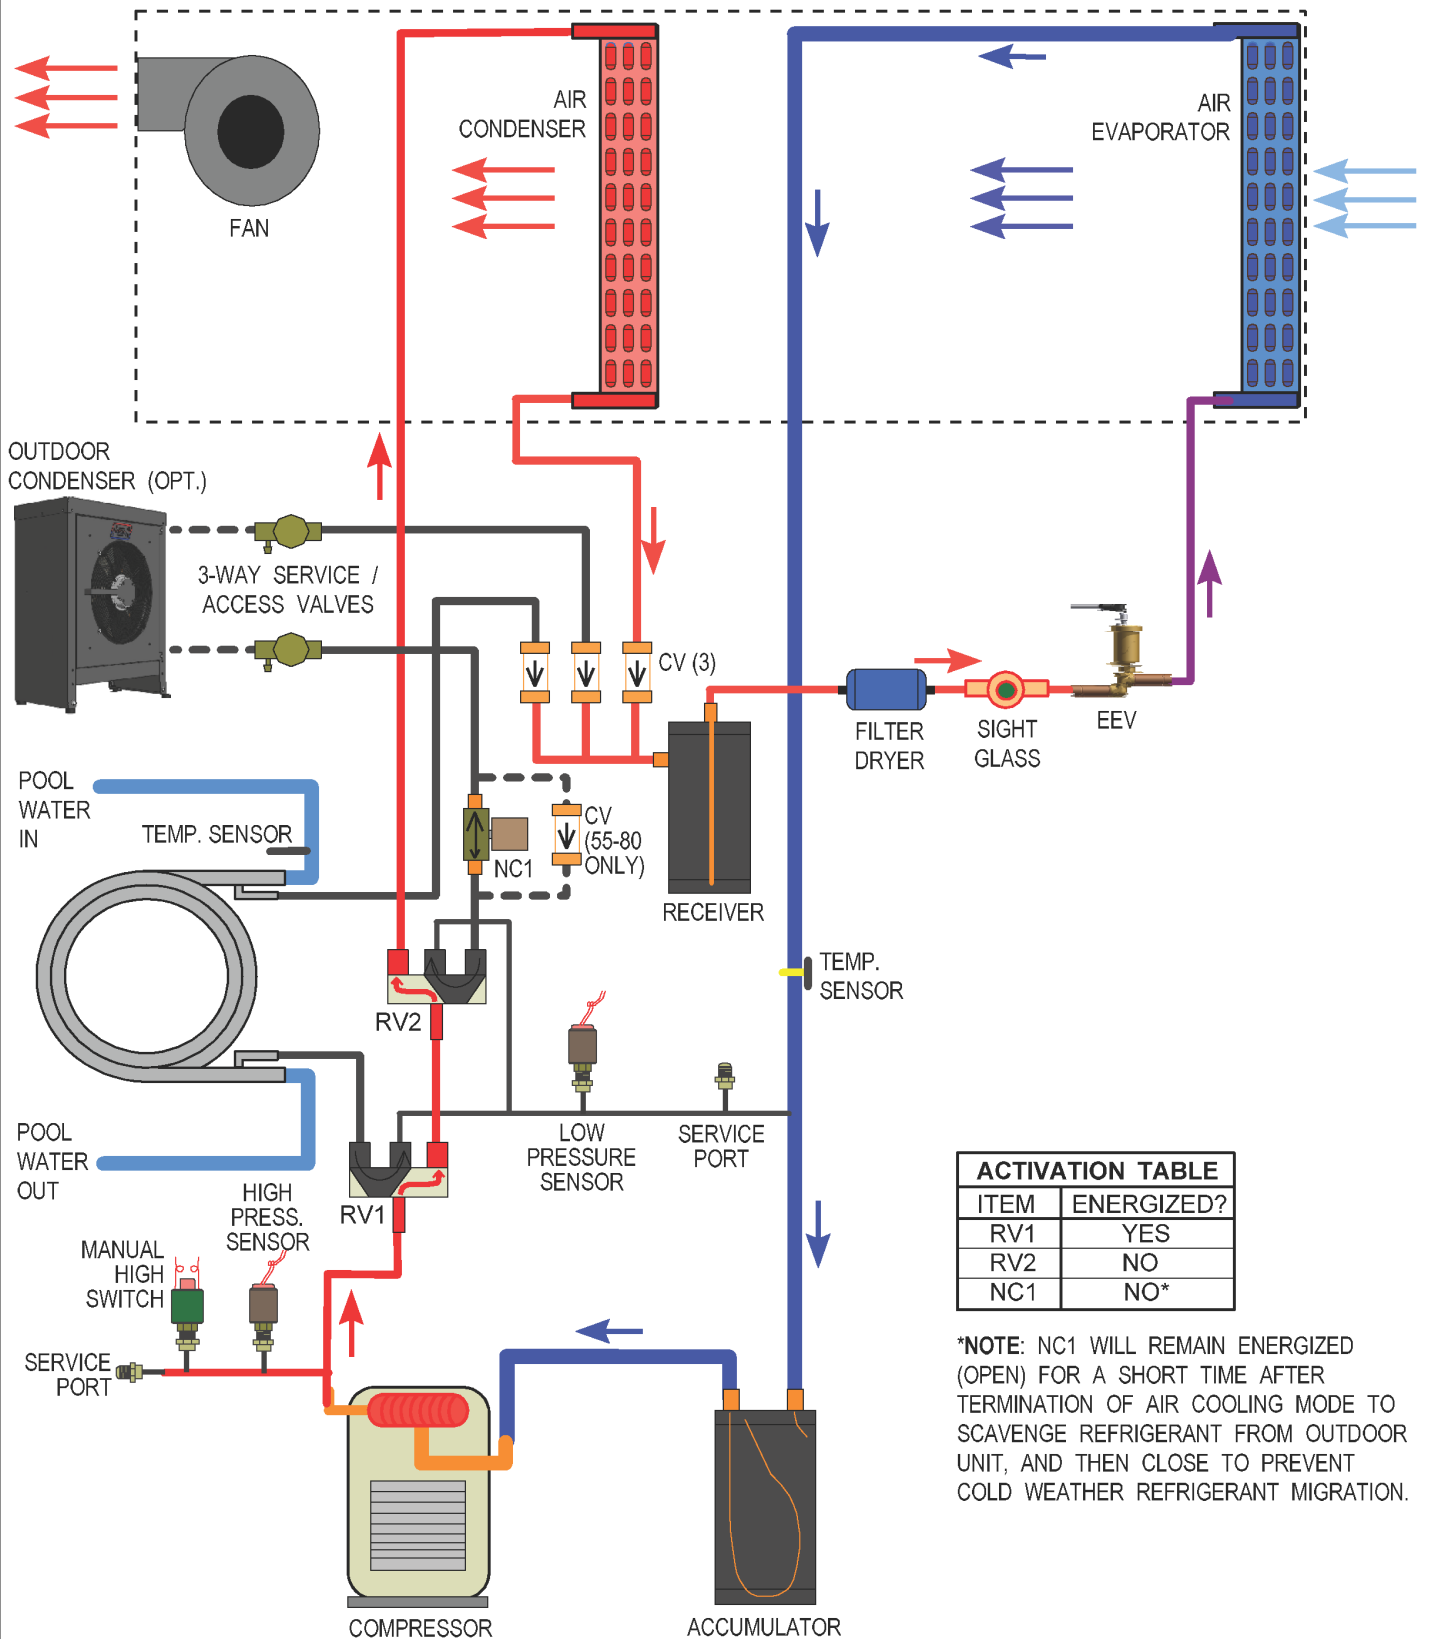 AIR
CONDENSER
AIR
EVAPORATOR
FAN
OUTDOOR
CONDENSER (OPT.)
3-WAY SERVICE /
ACCESS VALVES
CV (3)
FILTER
DRYER
SIGHT
GLASS
EEV
POOL
WATER
IN
TEMP. SENSOR
NC1
CV
(55-80
ONLY)
RECEIVER
TEMP.
SENSOR
RV2
LOW
PRESSURE
SENSOR
SERVICE
PORT
POOL
WATER
OUT
RV1
HIGH
PRESS.
SENSOR
MANUAL
HIGH
SWITCH
SERVICE
PORT
COMPRESSOR
ACCUMULATOR
ACTIVATION TABLE
ITEM ENERGIZED?
RV1 YES
RV2 NO
NC1 NO*
*NOTE: NC1 WILL REMAIN ENERGIZED
(OPEN) FOR A SHORT TIME AFTER
TERMINATION OF AIR COOLING MODE TO
SCAVENGE REFRIGERANT FROM OUTDOOR
UNIT, AND THEN CLOSE TO PREVENT
COLD WEATHER REFRIGERANT MIGRATION.